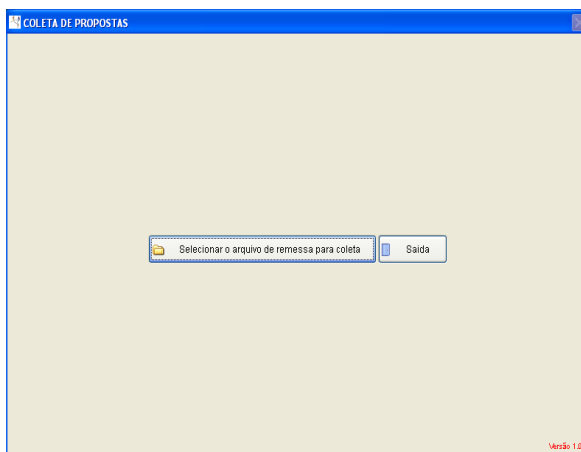 COLETA DE PROPOSTAS
Selecionar o arquivo de remessa para coleta
Saida
Versão 1.0